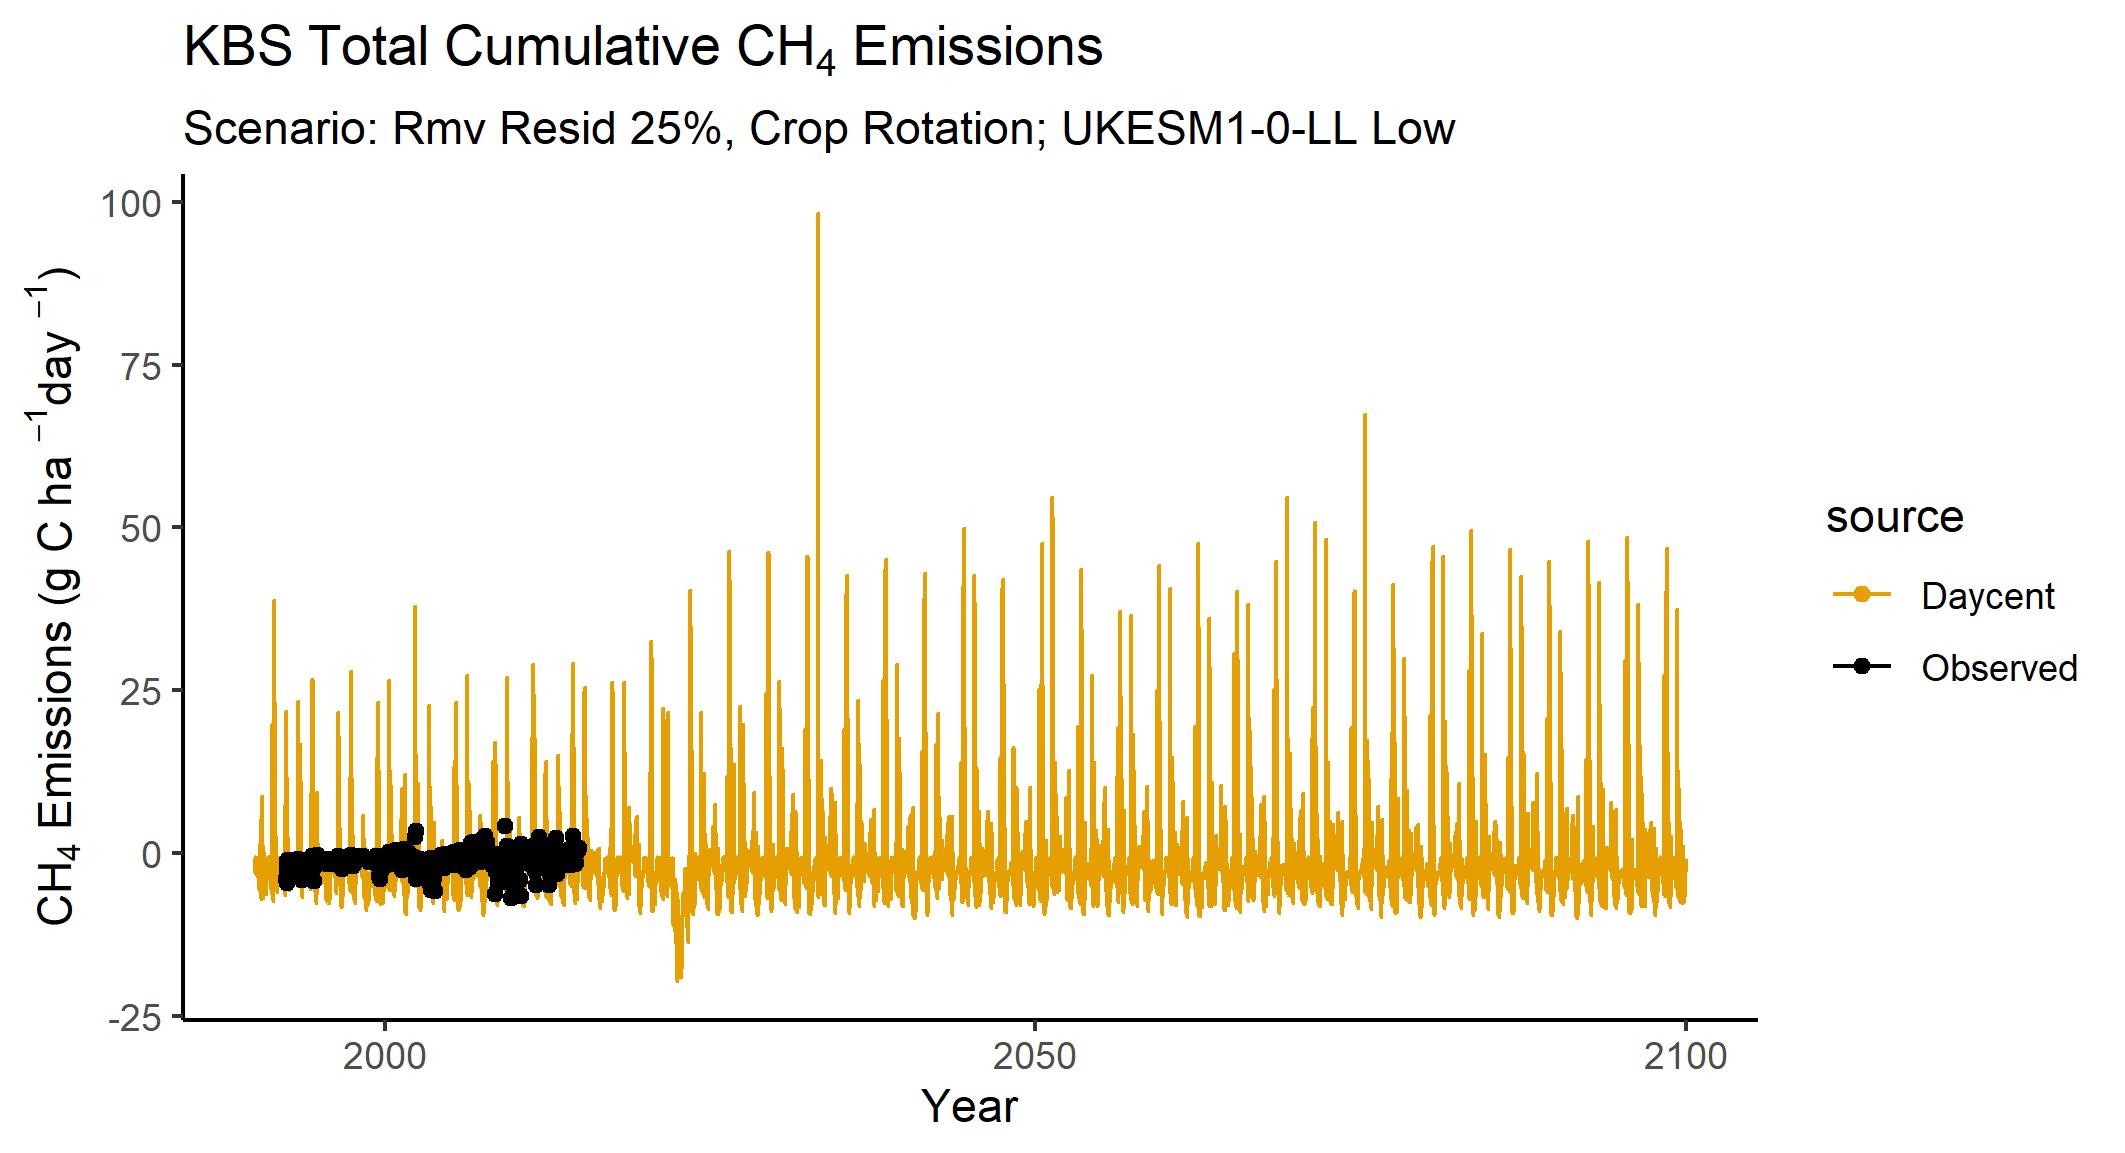 KBS Total Cumulative CH₄ Emissions
Scenario: Rmv Resid 25%, Crop Rotation; UKESM1-0-LL Low
CH₄ Emissions (g C ha ⁻¹day ⁻¹)
100
75
50
25
0
-25
2000
2050
2100
Year
source
Daycent
Observed